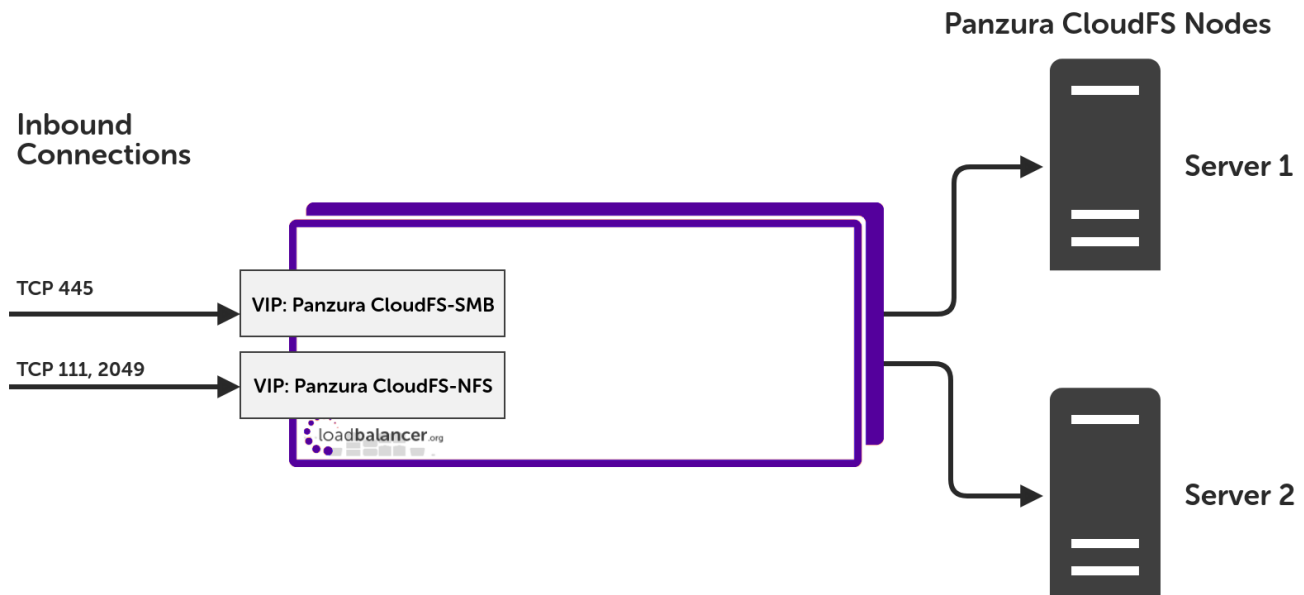 Panzura CloudFS Nodes
Inbound
Connections
Server 1
TCP 445
VIP: Panzura CloudFS-SMB
TCP 111, 2049
VIP: Panzura CloudFS-NFS
loadbalancer.org
Server 2